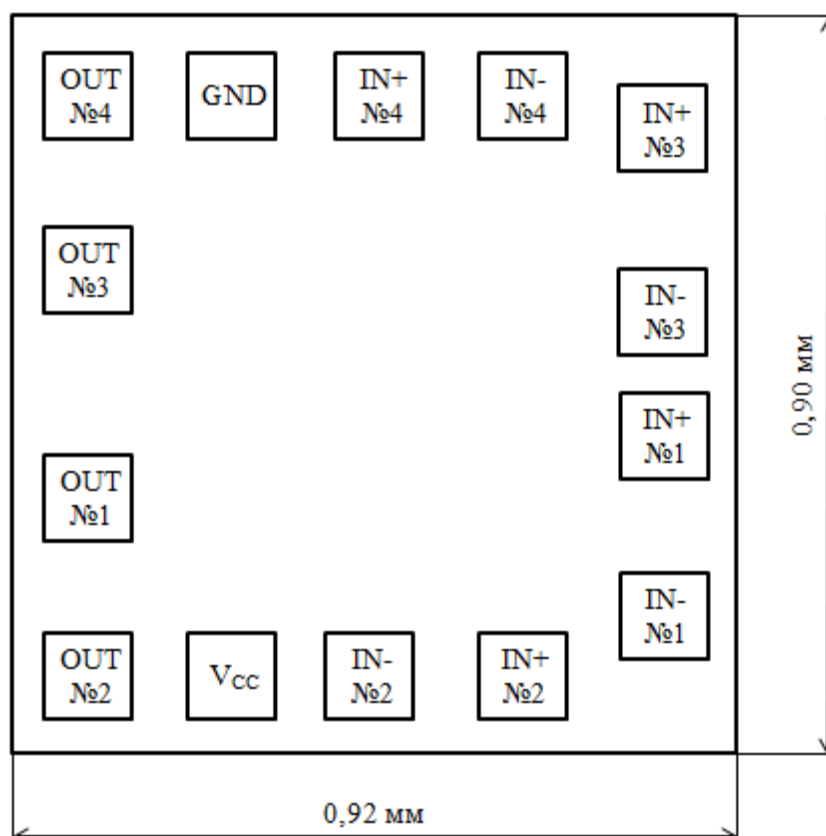 OUT
№4
GND
IN+
№4
IN-
№4
IN+
№3
OUT
№3
IN-
№3
IN+
№1
OUT
№1
IN-
№1
OUT
№2
VCC
IN-
№2
IN+
№2
0,90 мм
0,92 мм